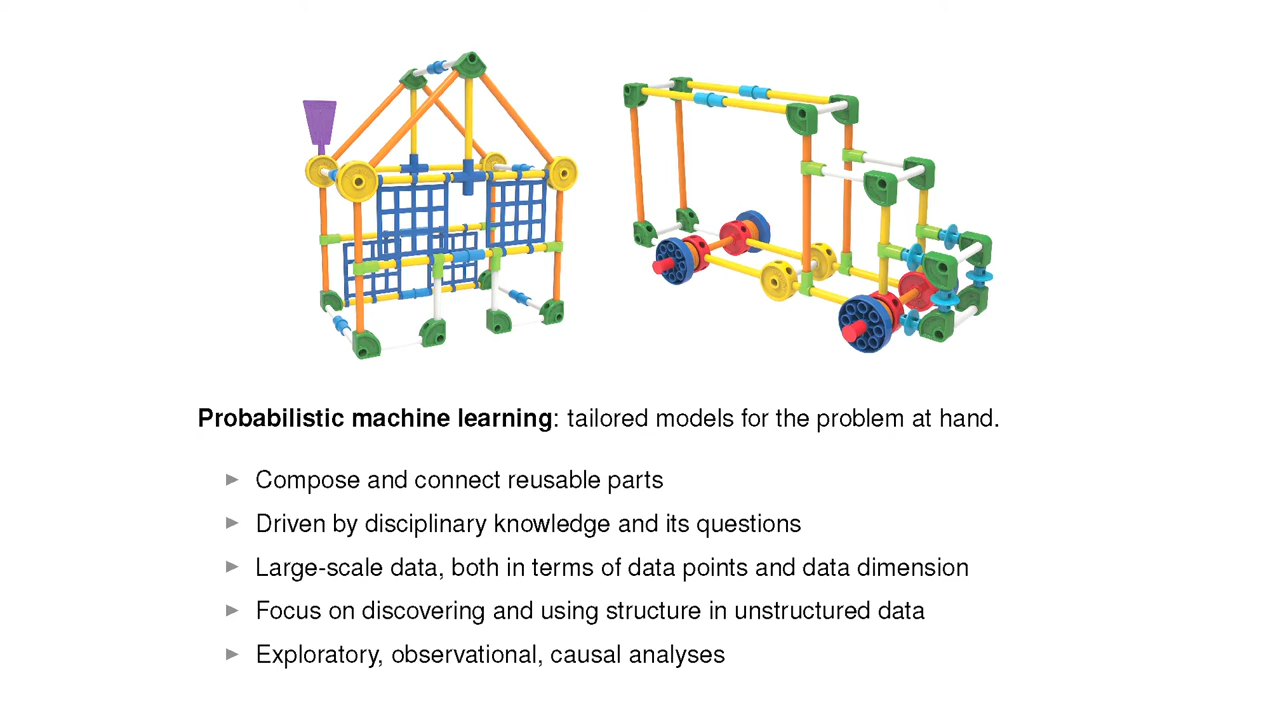 Probabilistic machine learning: tailored models for the problem at hand.
► Compose and connect reusable parts
► Driven by disciplinary knowledge and its questions
► Large-scale data, both in terms of data points and data dimension
► Focus on discovering and using structure in unstructured data
► Exploratory, observational, causal analyses